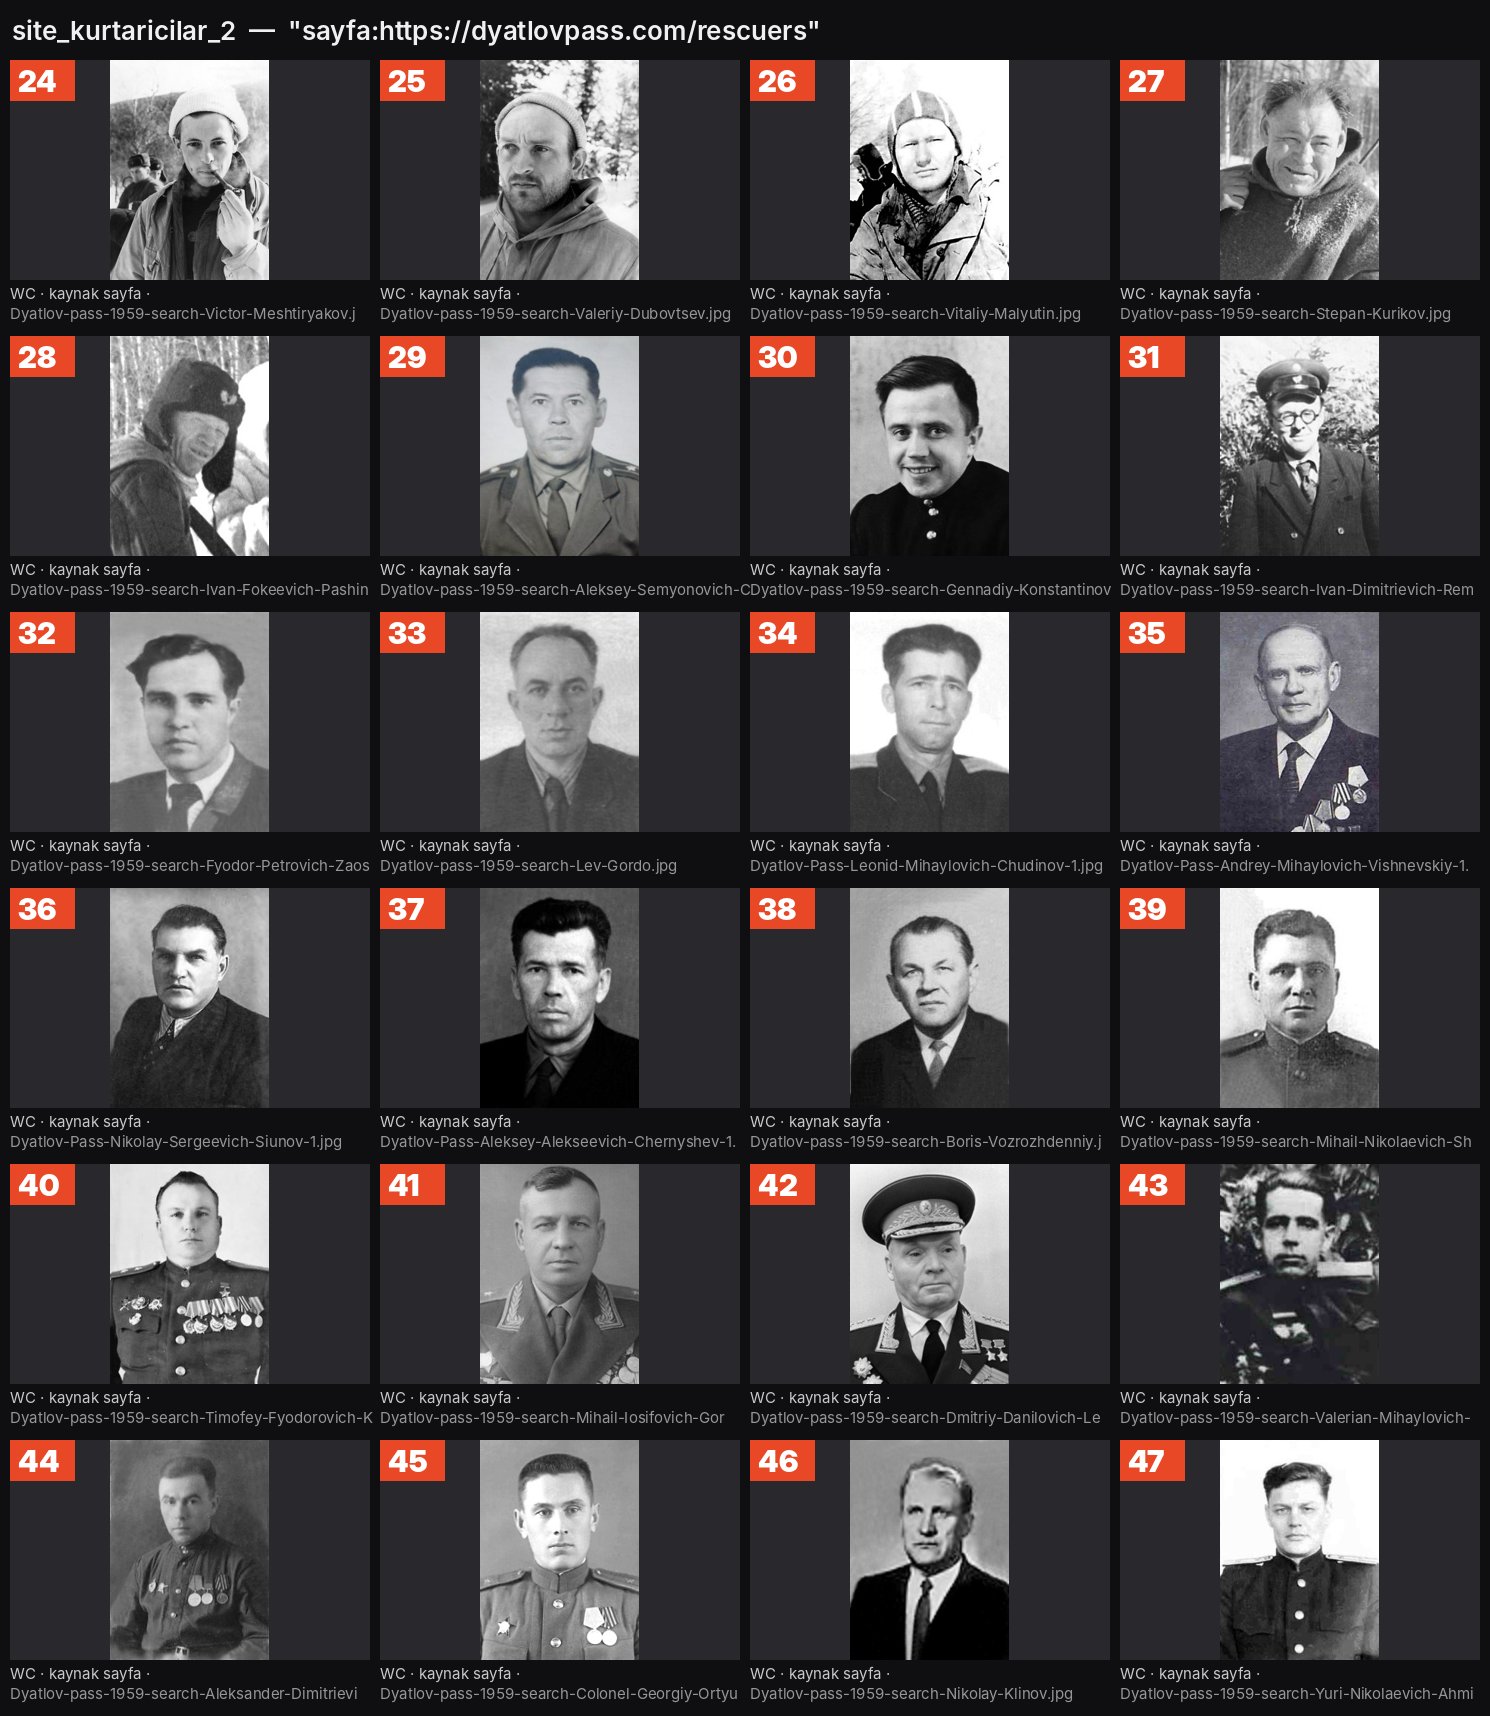 site_kurtaricilar_2 — "sayfa:https://dyatlovpass.com/rescuers"
24 25 26 27
WC · kaynak sayfa · WC · kaynak sayfa · WC · kaynak sayfa · WC · kaynak sayfa ·
Dyatlov-pass-1959-search-Victor-Meshtiryakov.j Dyatlov-pass-1959-search-Valeriy-Dubovtsev.jpg Dyatlov-pass-1959-search-Vitaliy-Malyutin.jpg Dyatlov-pass-1959-search-Stepan-Kurikov.jpg
28 29 30 31
WC · kaynak sayfa · WC · kaynak sayfa · WC · kaynak sayfa · WC · kaynak sayfa ·
Dyatlov-pass-1959-search-Ivan-Fokeevich-Pashin Dyatlov-pass-1959-search-Aleksey-Semyonovich-C Dyatlov-pass-1959-search-Gennadiy-Konstantinov Dyatlov-pass-1959-search-Ivan-Dimitrievich-Rem
32 33 34 35
WC · kaynak sayfa · WC · kaynak sayfa · WC · kaynak sayfa · WC · kaynak sayfa ·
Dyatlov-pass-1959-search-Fyodor-Petrovich-Zaos Dyatlov-pass-1959-search-Lev-Gordo.jpg Dyatlov-Pass-Leonid-Mihaylovich-Chudinov-1.jpg Dyatlov-Pass-Andrey-Mihaylovich-Vishnevskiy-1.
36 37 38 39
WC · kaynak sayfa · WC · kaynak sayfa · WC · kaynak sayfa · WC · kaynak sayfa ·
Dyatlov-Pass-Nikolay-Sergeevich-Siunov-1.jpg Dyatlov-Pass-Aleksey-Alekseevich-Chernyshev-1. Dyatlov-pass-1959-search-Boris-Vozrozhdenniy.j Dyatlov-pass-1959-search-Mihail-Nikolaevich-Sh
40 41 42 43
WC · kaynak sayfa · WC · kaynak sayfa · WC · kaynak sayfa · WC · kaynak sayfa ·
Dyatlov-pass-1959-search-Timofey-Fyodorovich-K Dyatlov-pass-1959-search-Mihail-Iosifovich-Gor Dyatlov-pass-1959-search-Dmitriy-Danilovich-Le Dyatlov-pass-1959-search-Valerian-Mihaylovich-
44 45 46 47
WC · kaynak sayfa · WC · kaynak sayfa · WC · kaynak sayfa · WC · kaynak sayfa ·
Dyatlov-pass-1959-search-Aleksander-Dimitrievi Dyatlov-pass-1959-search-Colonel-Georgiy-Ortyu Dyatlov-pass-1959-search-Nikolay-Klinov.jpg Dyatlov-pass-1959-search-Yuri-Nikolaevich-Ahmi